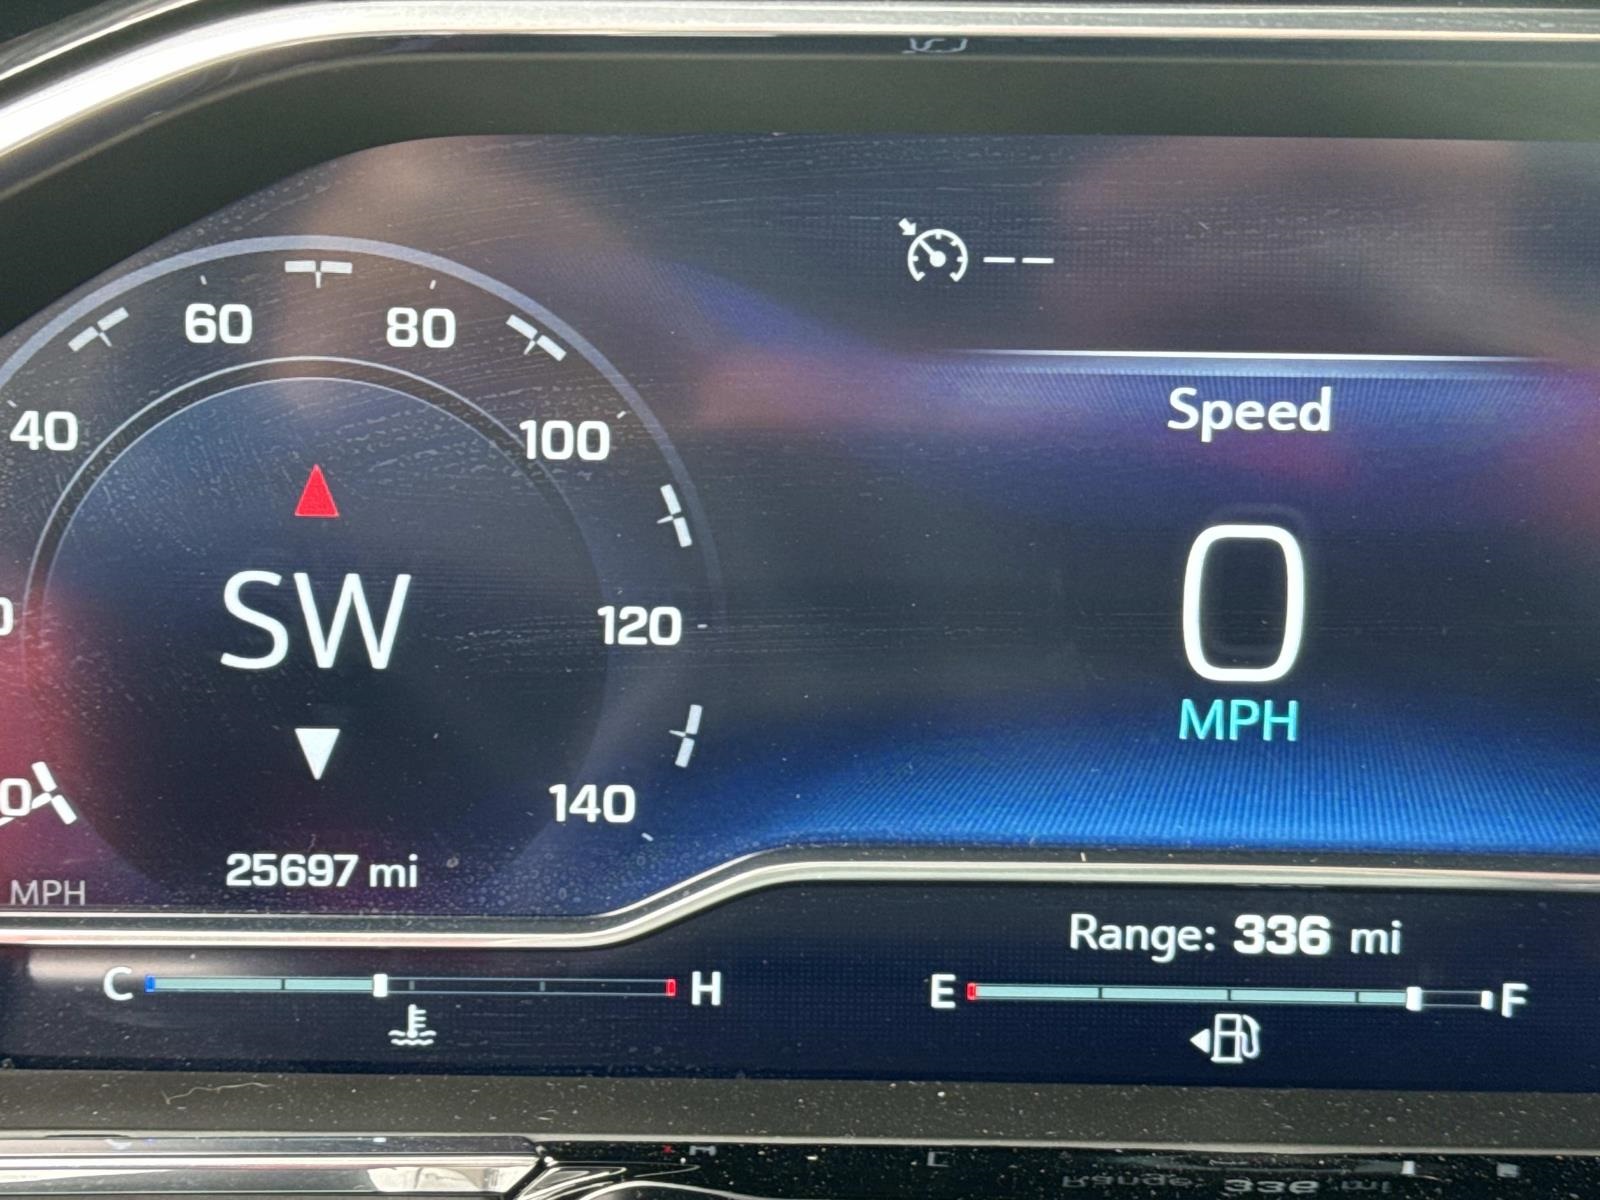 60 80
40 100
SW
120
140
25697 mi
MPH
Speed
0
MPH
Range: 336 mi
C H
E F